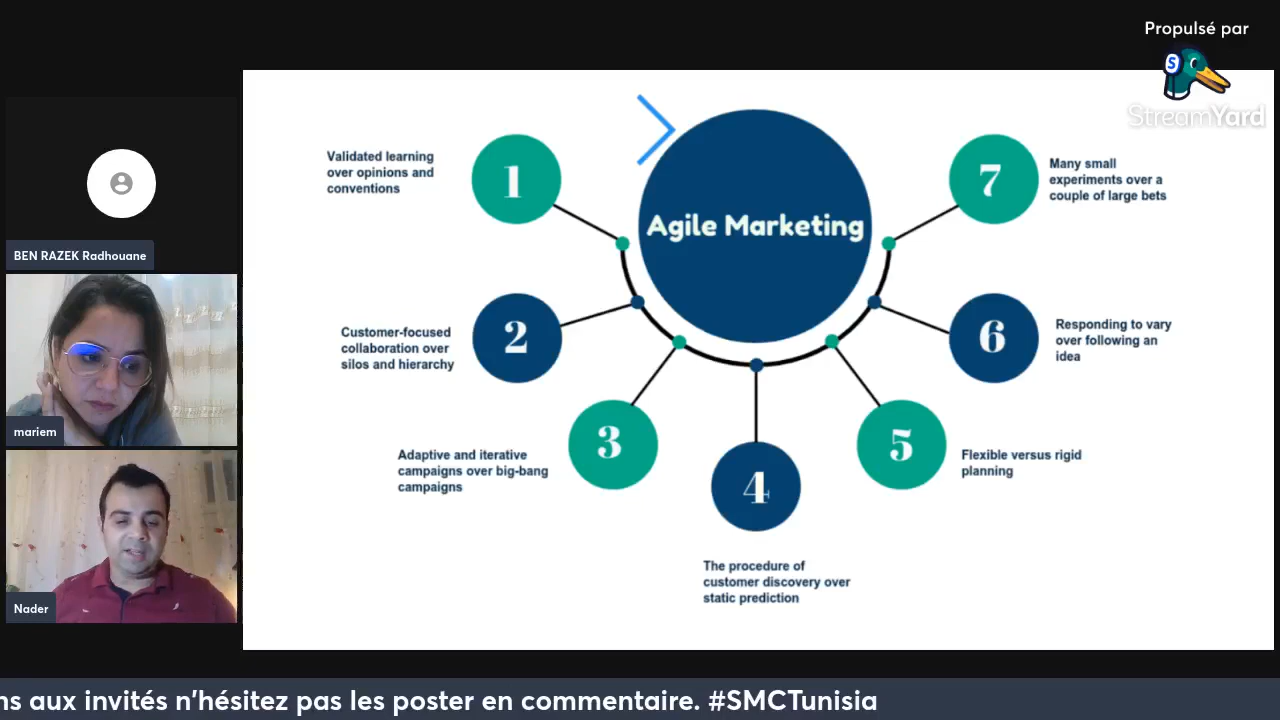 Propulsé par
StreamYard
BEN RAZEK Radhouane
mariem
Nader
Agile Marketing
1
Validated learning
over opinions and
conventions
2
Customer-focused
collaboration over
silos and hierarchy
3
Adaptive and iterative
campaigns over big-bang
campaigns
4
The procedure of
customer discovery over
static prediction
5
Flexible versus rigid
planning
6
Responding to vary
over following an
idea
7
Many small
experiments over a
couple of large bets
ns aux invités n'hésitez pas les poster en commentaire. #SMCTunisia